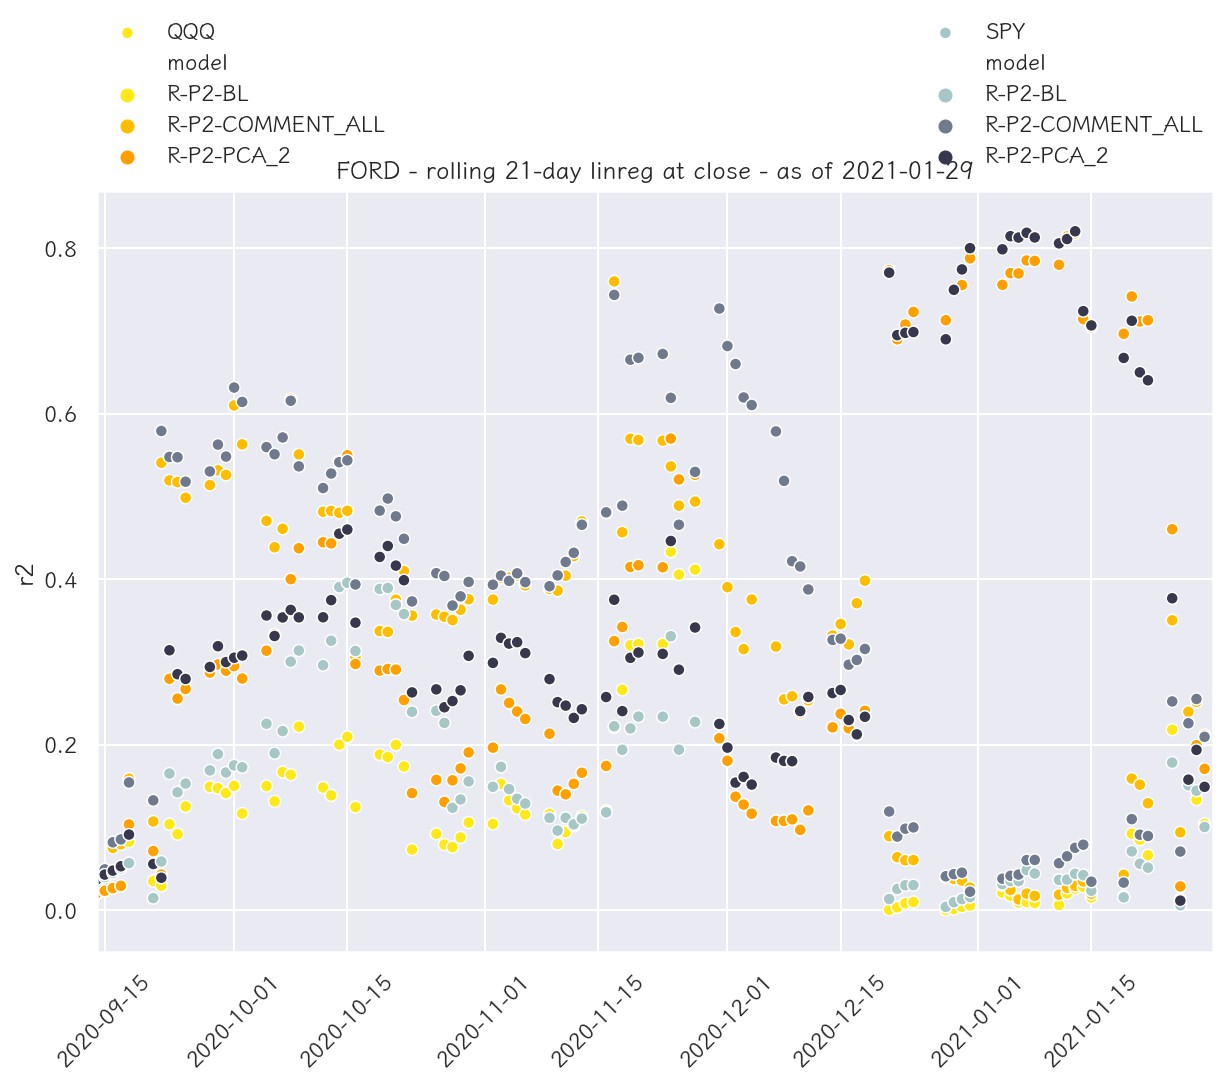 QQQ
model
R-P2-BL
R-P2-COMMENT_ALL
R-P2-PCA_2
SPY
model
R-P2-BL
R-P2-COMMENT_ALL
R-P2-PCA_2
FORD - rolling 21-day linreg at close - as of 2021-01-29
0.8
0.6
0.4
0.2
0.0
r2
2020-09-15
2020-10-01
2020-10-15
2020-11-01
2020-11-15
2020-12-01
2020-12-15
2021-01-01
2021-01-15